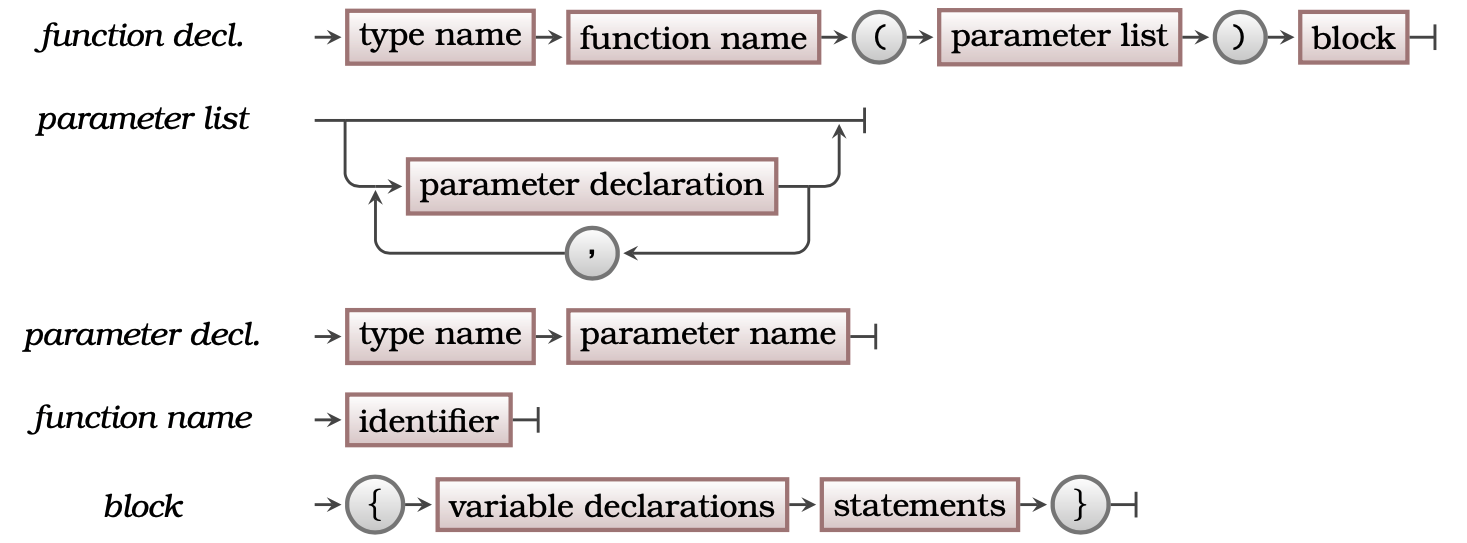 function decl. type name function name ( parameter list ) block
parameter list
parameter declaration
,
parameter decl. type name parameter name
function name identifier
block { variable declarations statements }